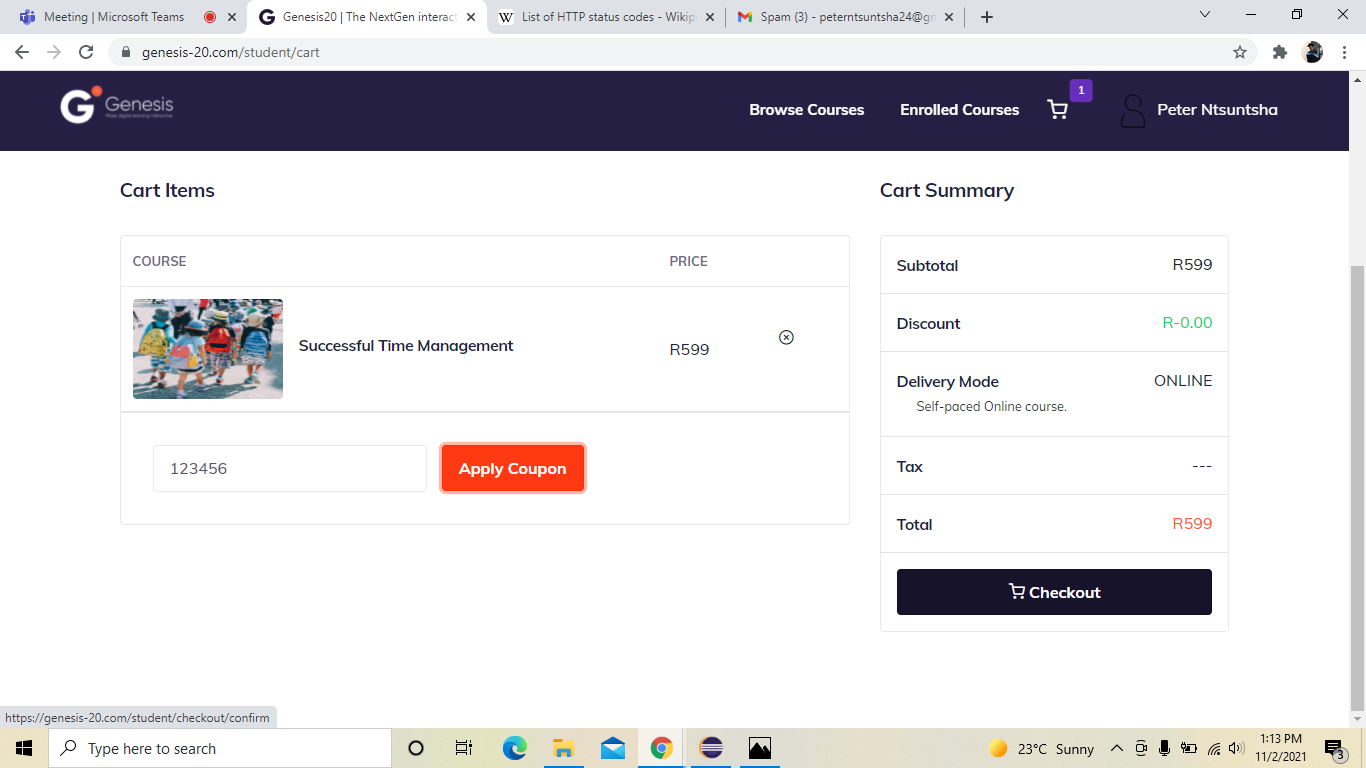 Meeting | Microsoft Teams
Genesis20 | The NextGen interact
List of HTTP status codes - Wikip
Spam (3) - peterntsuntsha24@gm
genesis-20.com/student/cart
G Genesis
Make digital learning interactive
Browse Courses
Enrolled Courses
1
Peter Ntsuntsha
Cart Items
COURSE PRICE
Successful Time Management
R599
123456
Apply Coupon
Cart Summary
Subtotal R599
Discount R-0.00
Delivery Mode ONLINE
Self-paced Online course.
Tax ---
Total R599
Checkout
https://genesis-20.com/student/checkout/confirm
Type here to search
23°C Sunny
1:13 PM
11/2/2021
3